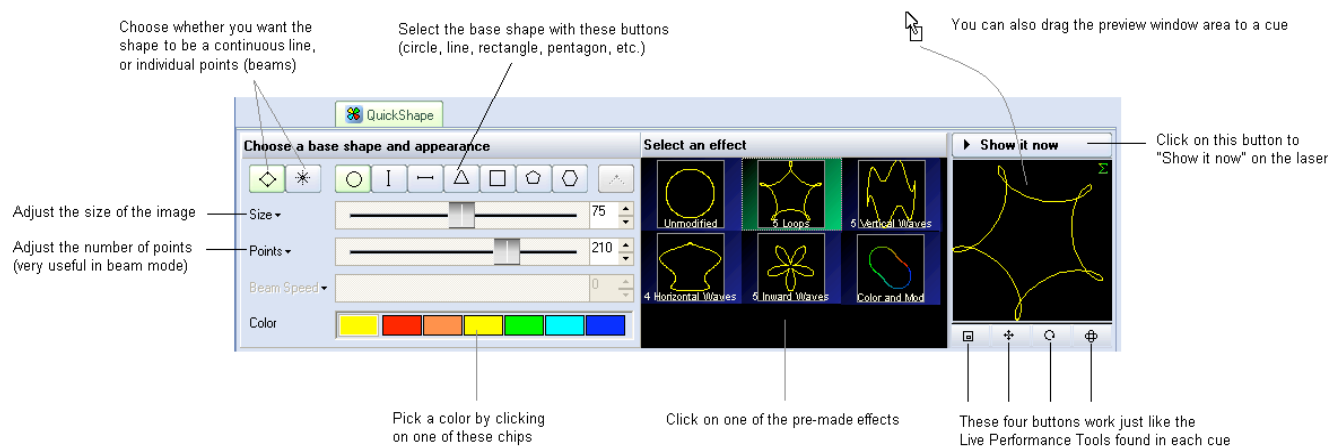 Choose whether you want the
shape to be a continuous line,
or individual points (beams)
Select the base shape with these buttons
(circle, line, rectangle, pentagon, etc.)
You can also drag the preview window area to a cue
QuickShape
Choose a base shape and appearance
Select an effect
Show it now
Click on this button to
"Show it now" on the laser
Σ
Adjust the size of the image
Size
75
Unmodified
5 Loops
5 Vertical Waves
Adjust the number of points
(very useful in beam mode)
Points
210
Beam Speed
0
4 Horizontal Waves
5 Inward Waves
Color and Mod
Color
Pick a color by clicking
on one of these chips
Click on one of the pre-made effects
These four buttons work just like the
Live Performance Tools found in each cue